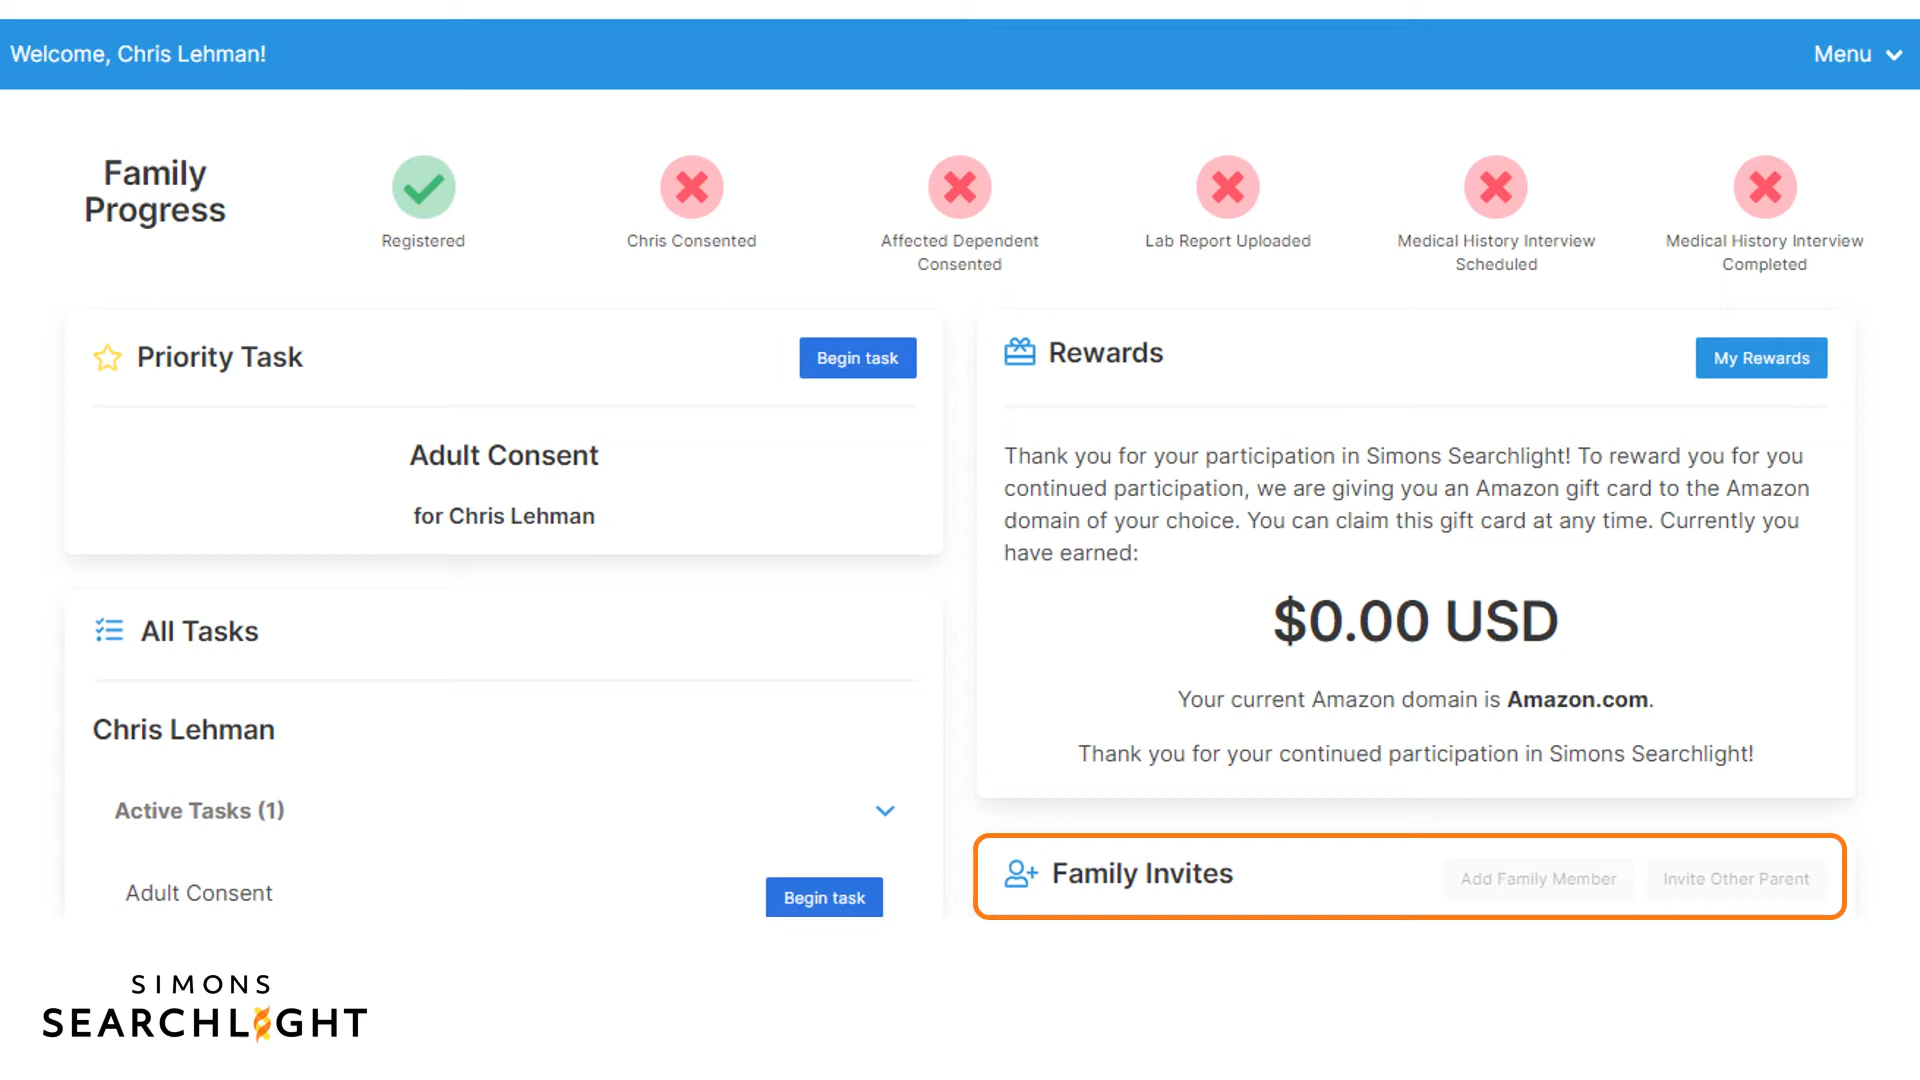 Welcome, Chris Lehman!
Menu
Family
Progress
Registered
Chris Consented
Affected Dependent
Consented
Lab Report Uploaded
Medical History Interview
Scheduled
Medical History Interview
Completed
Priority Task
Begin task
Adult Consent
for Chris Lehman
All Tasks
Chris Lehman
Active Tasks (1)
Adult Consent
Begin task
Rewards
My Rewards
Thank you for your participation in Simons Searchlight! To reward you for you
continued participation, we are giving you an Amazon gift card to the Amazon
domain of your choice. You can claim this gift card at any time. Currently you
have earned:
$0.00 USD
Your current Amazon domain is Amazon.com.
Thank you for your continued participation in Simons Searchlight!
Family Invites
Add Family Member
Invite Other Parent
SIMONS
SEARCHLIGHT